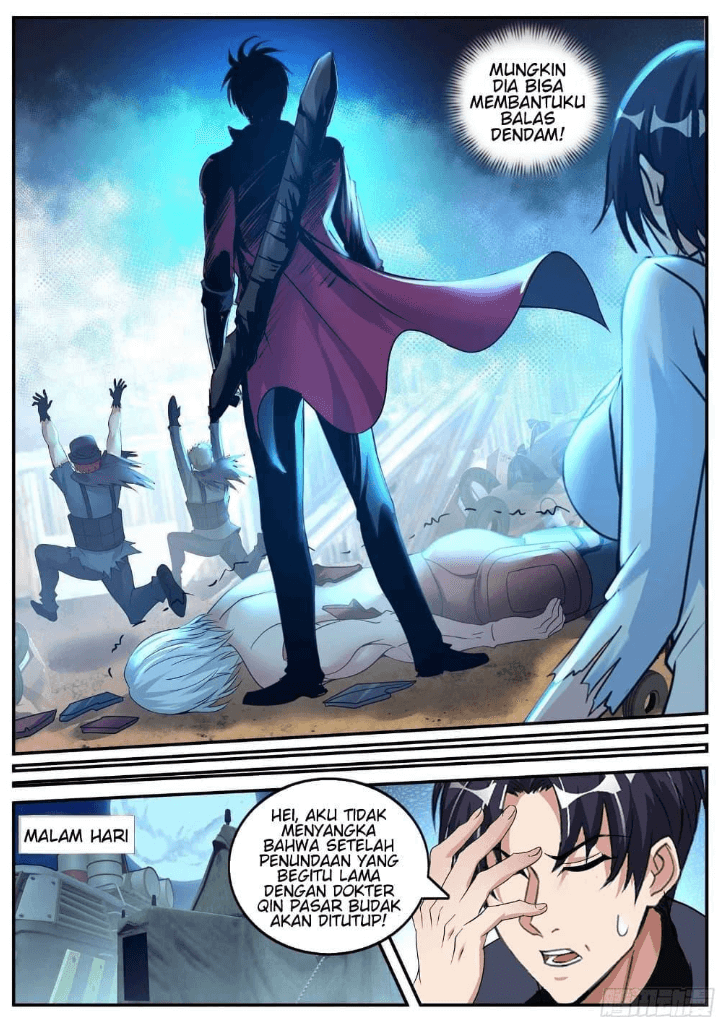 MUNGKIN
DIA BISA
MEMBANTUKU
BALAS
DENDAM!
MALAM HARI
HEI, AKU TIDAK
MENYANGKA
BAHWA SETELAH
PENUNDAAN YANG
BEGITU LAMA
DENGAN DOKTER
QIN PASAR BUDAK
AKAN DITUTUP!